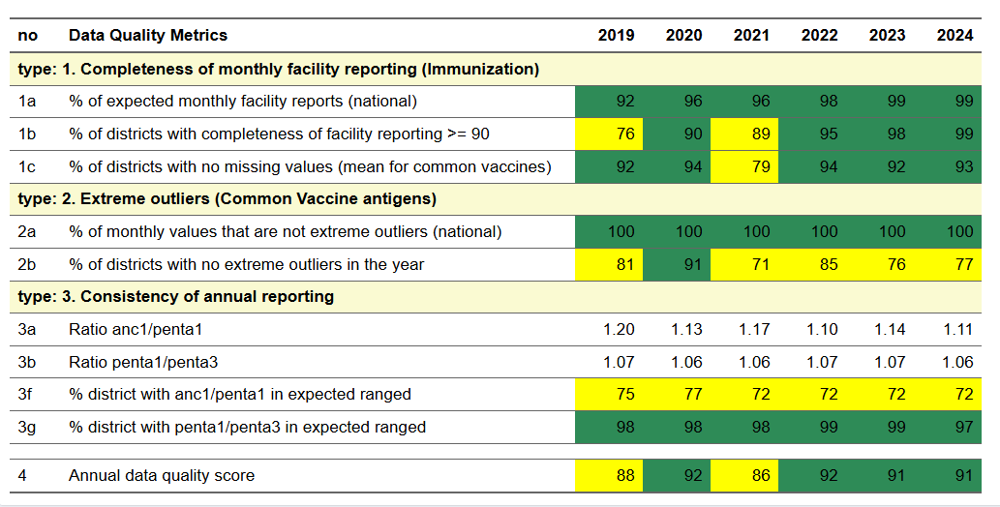 no Data Quality Metrics 2019 2020 2021 2022 2023 2024
type: 1. Completeness of monthly facility reporting (Immunization)
1a % of expected monthly facility reports (national) 92 96 96 98 99 99
1b % of districts with completeness of facility reporting >= 90 76 90 89 95 98 99
1c % of districts with no missing values (mean for common vaccines) 92 94 79 94 92 93
type: 2. Extreme outliers (Common Vaccine antigens)
2a % of monthly values that are not extreme outliers (national) 100 100 100 100 100 100
2b % of districts with no extreme outliers in the year 81 91 71 85 76 77
type: 3. Consistency of annual reporting
3a Ratio anc1/penta1 1.20 1.13 1.17 1.10 1.14 1.11
3b Ratio penta1/penta3 1.07 1.06 1.06 1.07 1.07 1.06
3f % district with anc1/penta1 in expected ranged 75 77 72 72 72 72
3g % district with penta1/penta3 in expected ranged 98 98 98 99 99 97
4 Annual data quality score 88 92 86 92 91 91